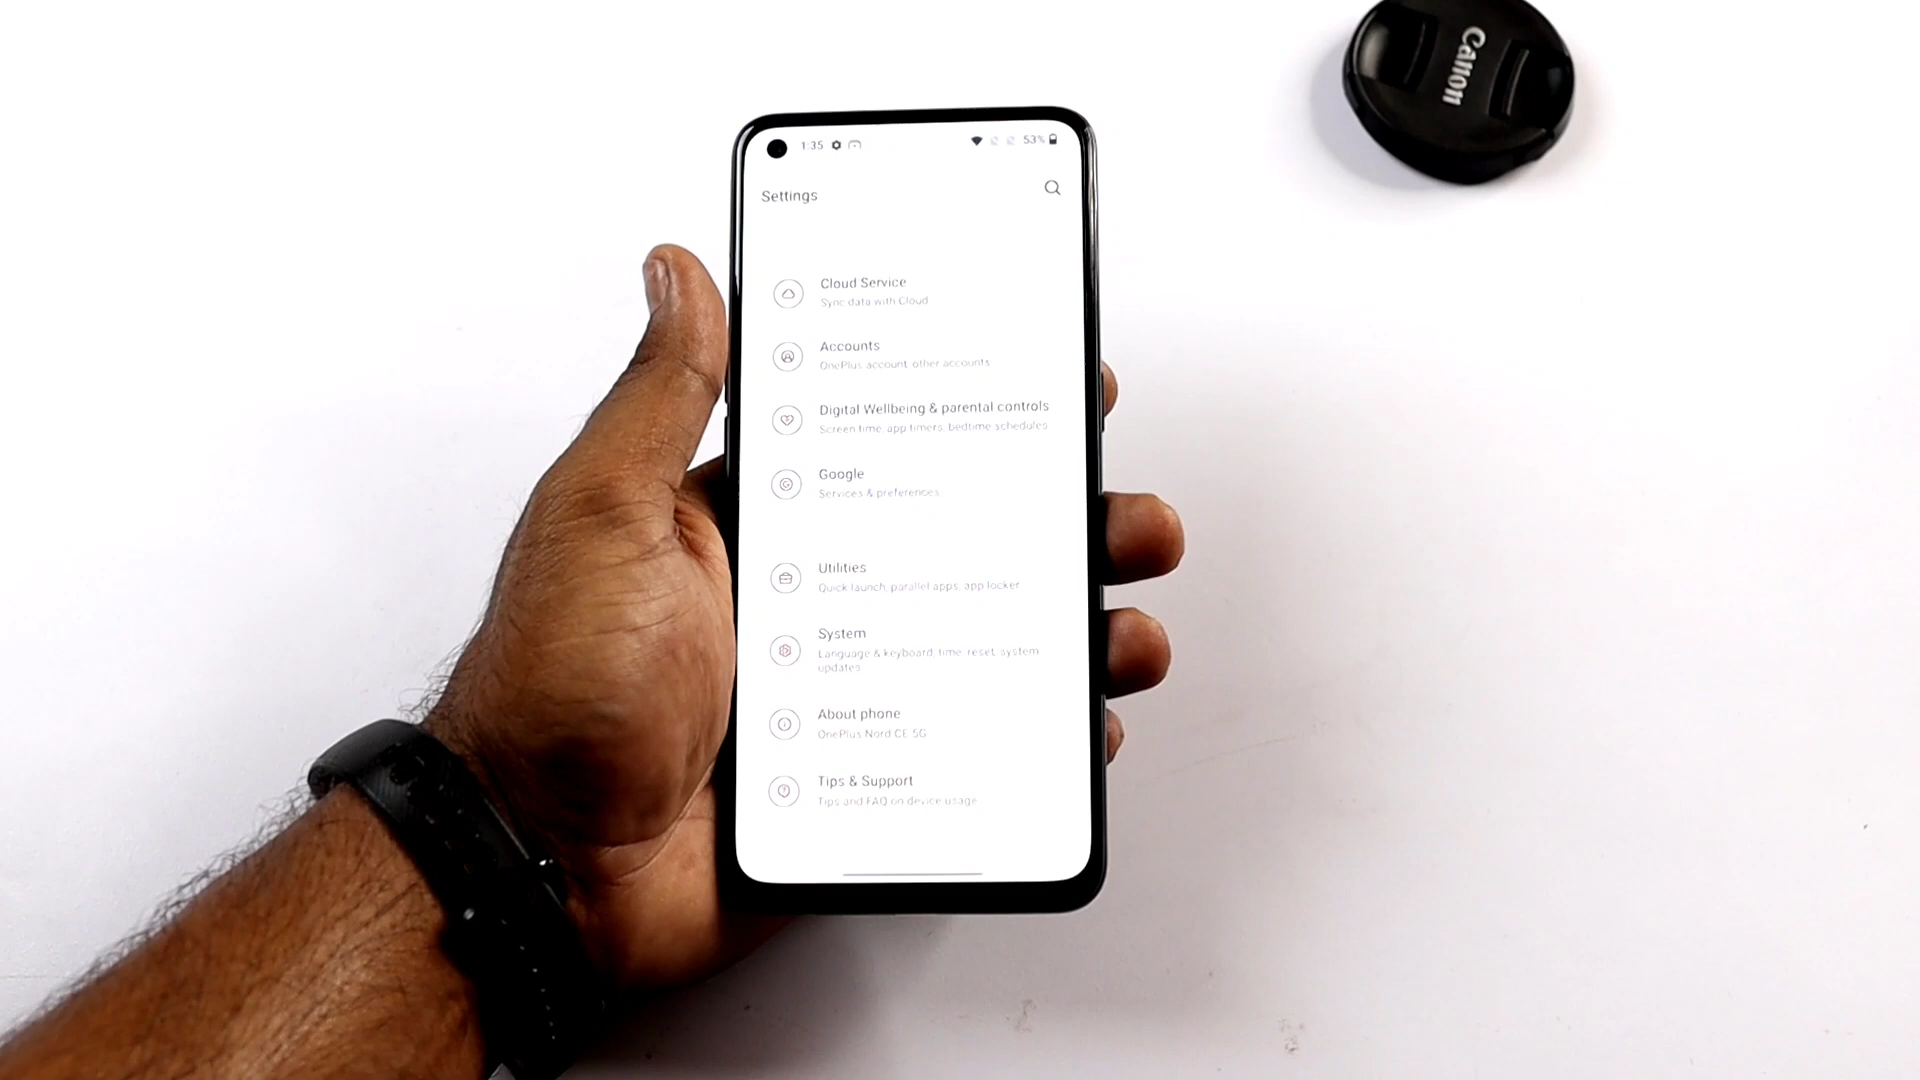 Canon
1:35 53%
Settings
Cloud Service
Sync data with Cloud
Accounts
OnePlus account, other accounts
Digital Wellbeing & parental controls
Screen time, app timers, bedtime schedules
Google
Services & preferences
Utilities
Quick launch, parallel apps, app locker
System
Language & keyboard, time, reset, system
updates
About phone
OnePlus Nord CE 5G
Tips & Support
Tips and FAQ on device usage